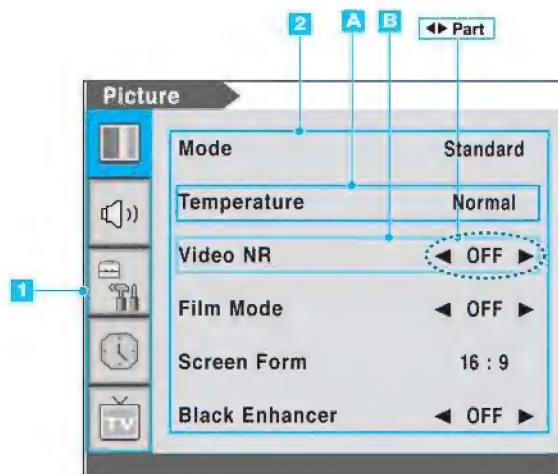 2 A B ◀▶ Part
Picture
Mode Standard
Temperature Normal
Video NR ◀ OFF ▶
1
Film Mode ◀ OFF ▶
Screen Form 16 : 9
TV
Black Enhancer ◀ OFF ▶